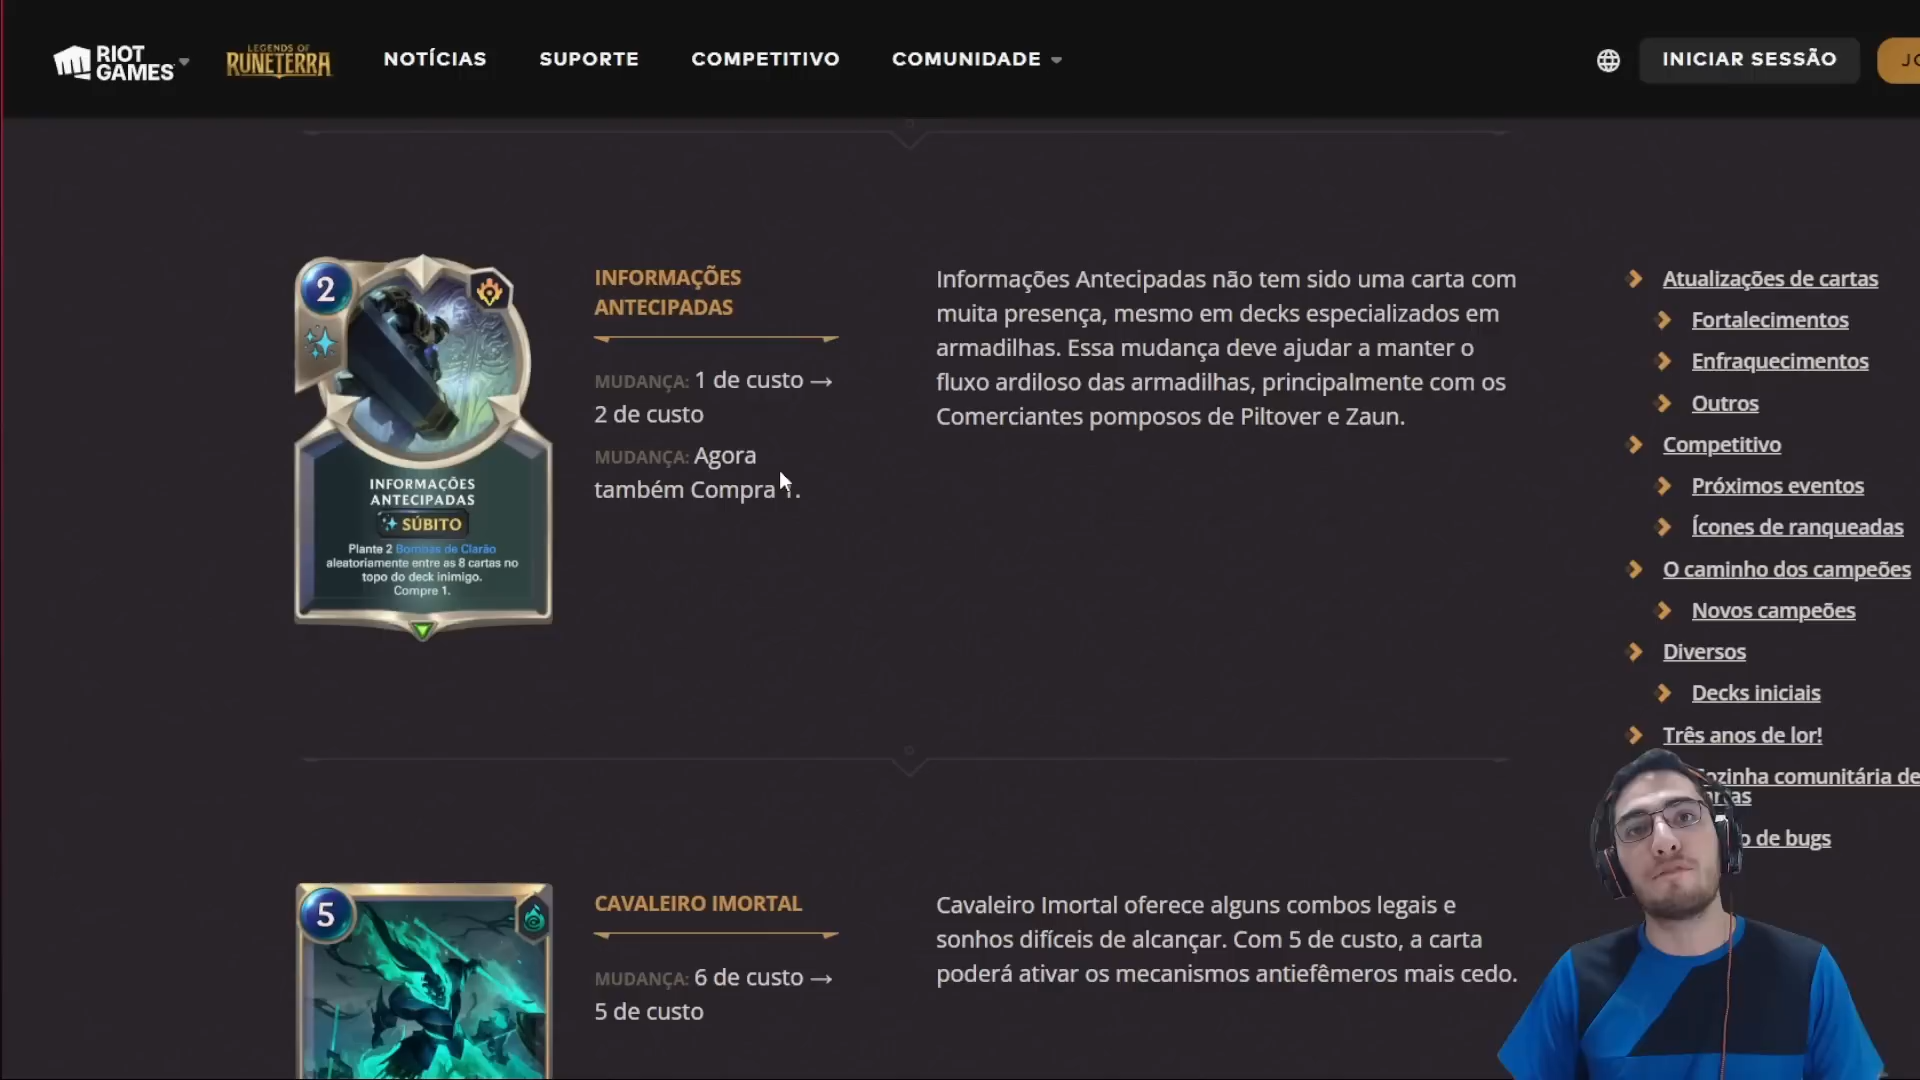 RIOT GAMES
LEGENDS OF RUNETERRA
NOTÍCIAS
SUPORTE
COMPETITIVO
COMUNIDADE
INICIAR SESSÃO
2
INFORMAÇÕES
ANTECIPADAS
SÚBITO
Plante 2 Bombas de Clarão
aleatoriamente entre as 8 cartas no
topo do deck inimigo.
Compre 1.
INFORMAÇÕES
ANTECIPADAS
MUDANÇA: 1 de custo →
2 de custo
MUDANÇA: Agora
também Compra 1.
Informações Antecipadas não tem sido uma carta com
muita presença, mesmo em decks especializados em
armadilhas. Essa mudança deve ajudar a manter o
fluxo ardiloso das armadilhas, principalmente com os
Comerciantes pomposos de Piltover e Zaun.
5
CAVALEIRO IMORTAL
MUDANÇA: 6 de custo →
5 de custo
Cavaleiro Imortal oferece alguns combos legais e
sonhos difíceis de alcançar. Com 5 de custo, a carta
poderá ativar os mecanismos antiefêmeros mais cedo.
Atualizações de cartas
Fortalecimentos
Enfraquecimentos
Outros
Competitivo
Próximos eventos
Ícones de ranqueadas
O caminho dos campeões
Novos campeões
Diversos
Decks iniciais
Três anos de lor!
comunitária de
de bugs